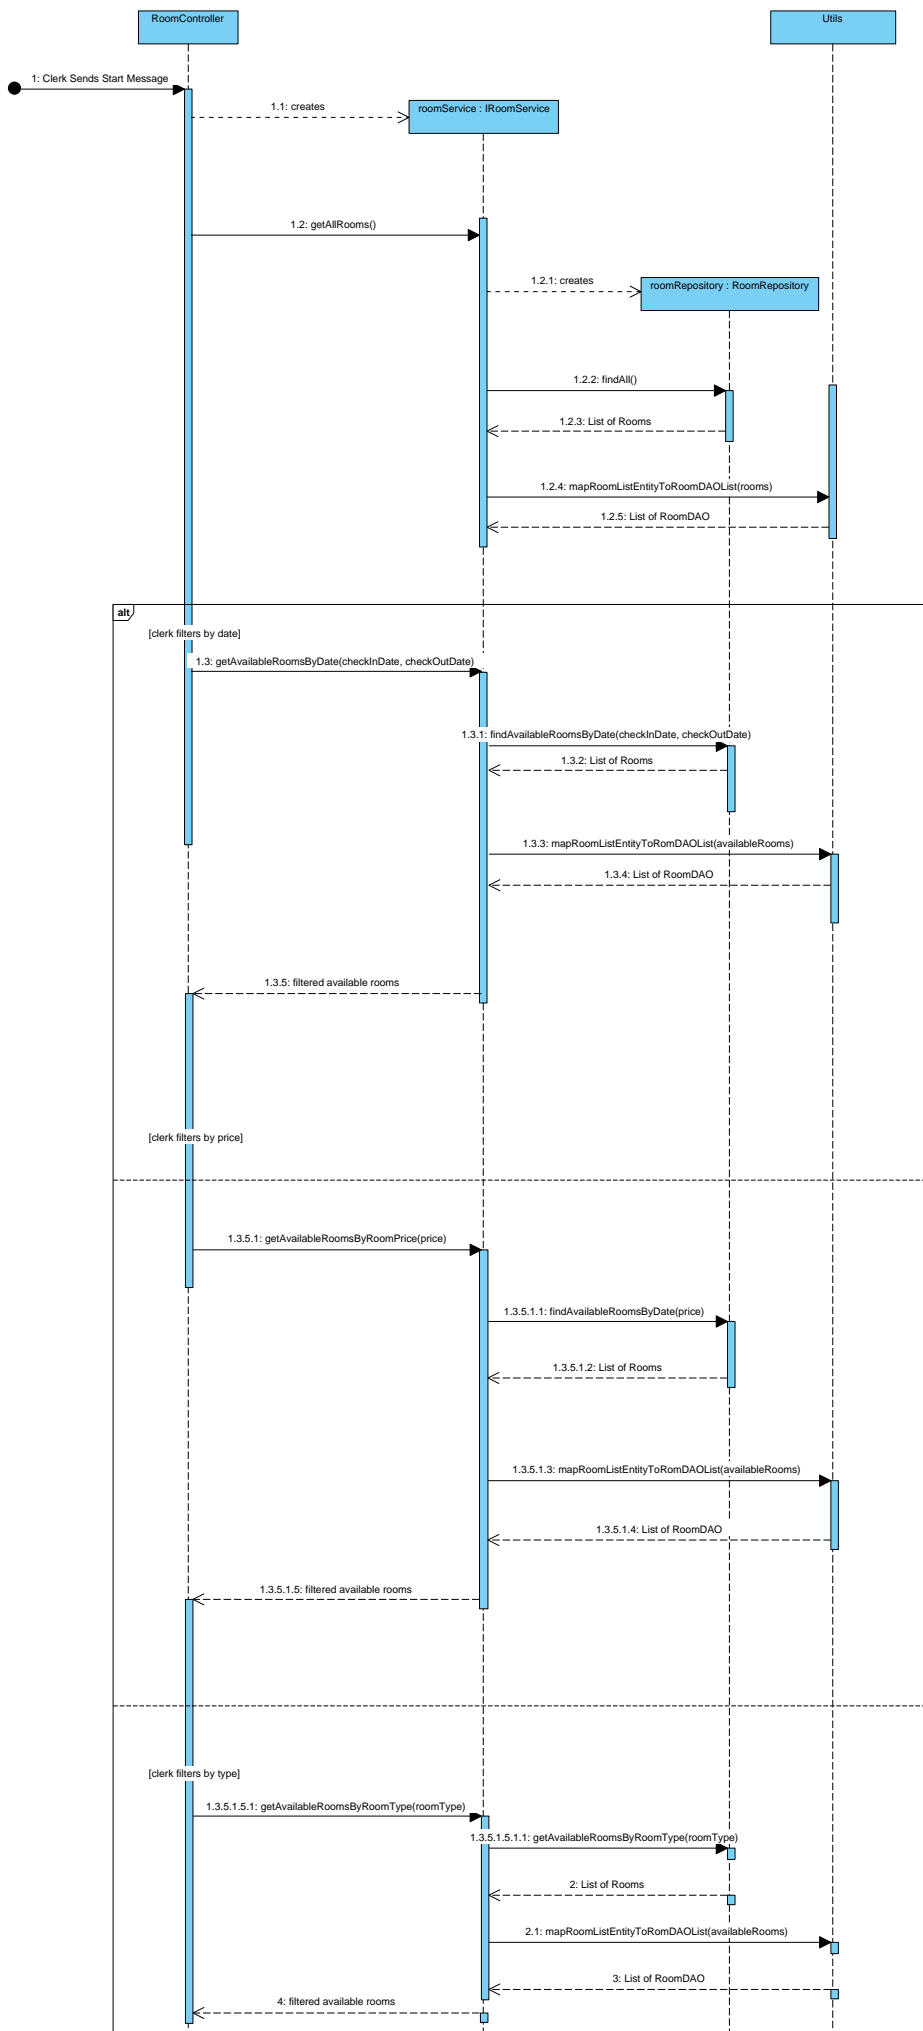 RoomController
Utils
1: Clerk Sends Start Message
1.1: creates
roomService : IRoomService
1.2: getAllRooms()
1.2.1: creates
roomRepository : RoomRepository
1.2.2: findAll()
1.2.3: List of Rooms
1.2.4: mapRoomListEntityToRoomDAOList(rooms)
1.2.5: List of RoomDAO
alt
[clerk filters by date]
1.3: getAvailableRoomsByDate(checkInDate, checkOutDate)
1.3.1: findAvailableRoomsByDate(checkInDate, checkOutDate)
1.3.2: List of Rooms
1.3.3: mapRoomListEntityToRomDAOList(availableRooms)
1.3.4: List of RoomDAO
1.3.5: filtered available rooms
[clerk filters by price]
1.3.5.1: getAvailableRoomsByRoomPrice(price)
1.3.5.1.1: findAvailableRoomsByDate(price)
1.3.5.1.2: List of Rooms
1.3.5.1.3: mapRoomListEntityToRomDAOList(availableRooms)
1.3.5.1.4: List of RoomDAO
1.3.5.1.5: filtered available rooms
[clerk filters by type]
1.3.5.1.5.1: getAvailableRoomsByRoomType(roomType)
1.3.5.1.5.1.1: getAvailableRoomsByRoomType(roomType)
2: List of Rooms
2.1: mapRoomListEntityToRomDAOList(availableRooms)
3: List of RoomDAO
4: filtered available rooms